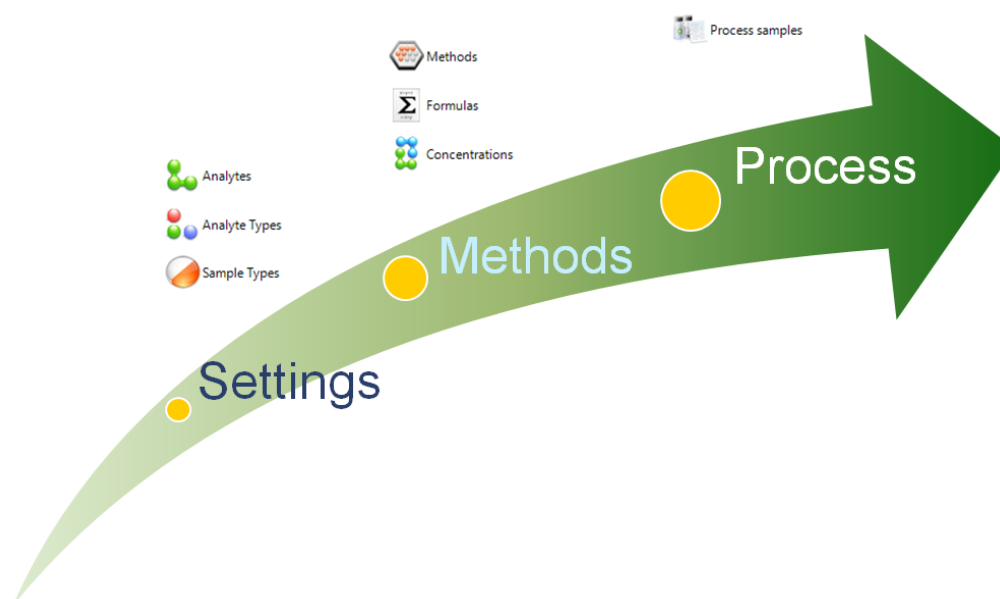 Analytes
Analyte Types
Sample Types
Settings
Methods
Formulas
Concentrations
Methods
Process samples
Process